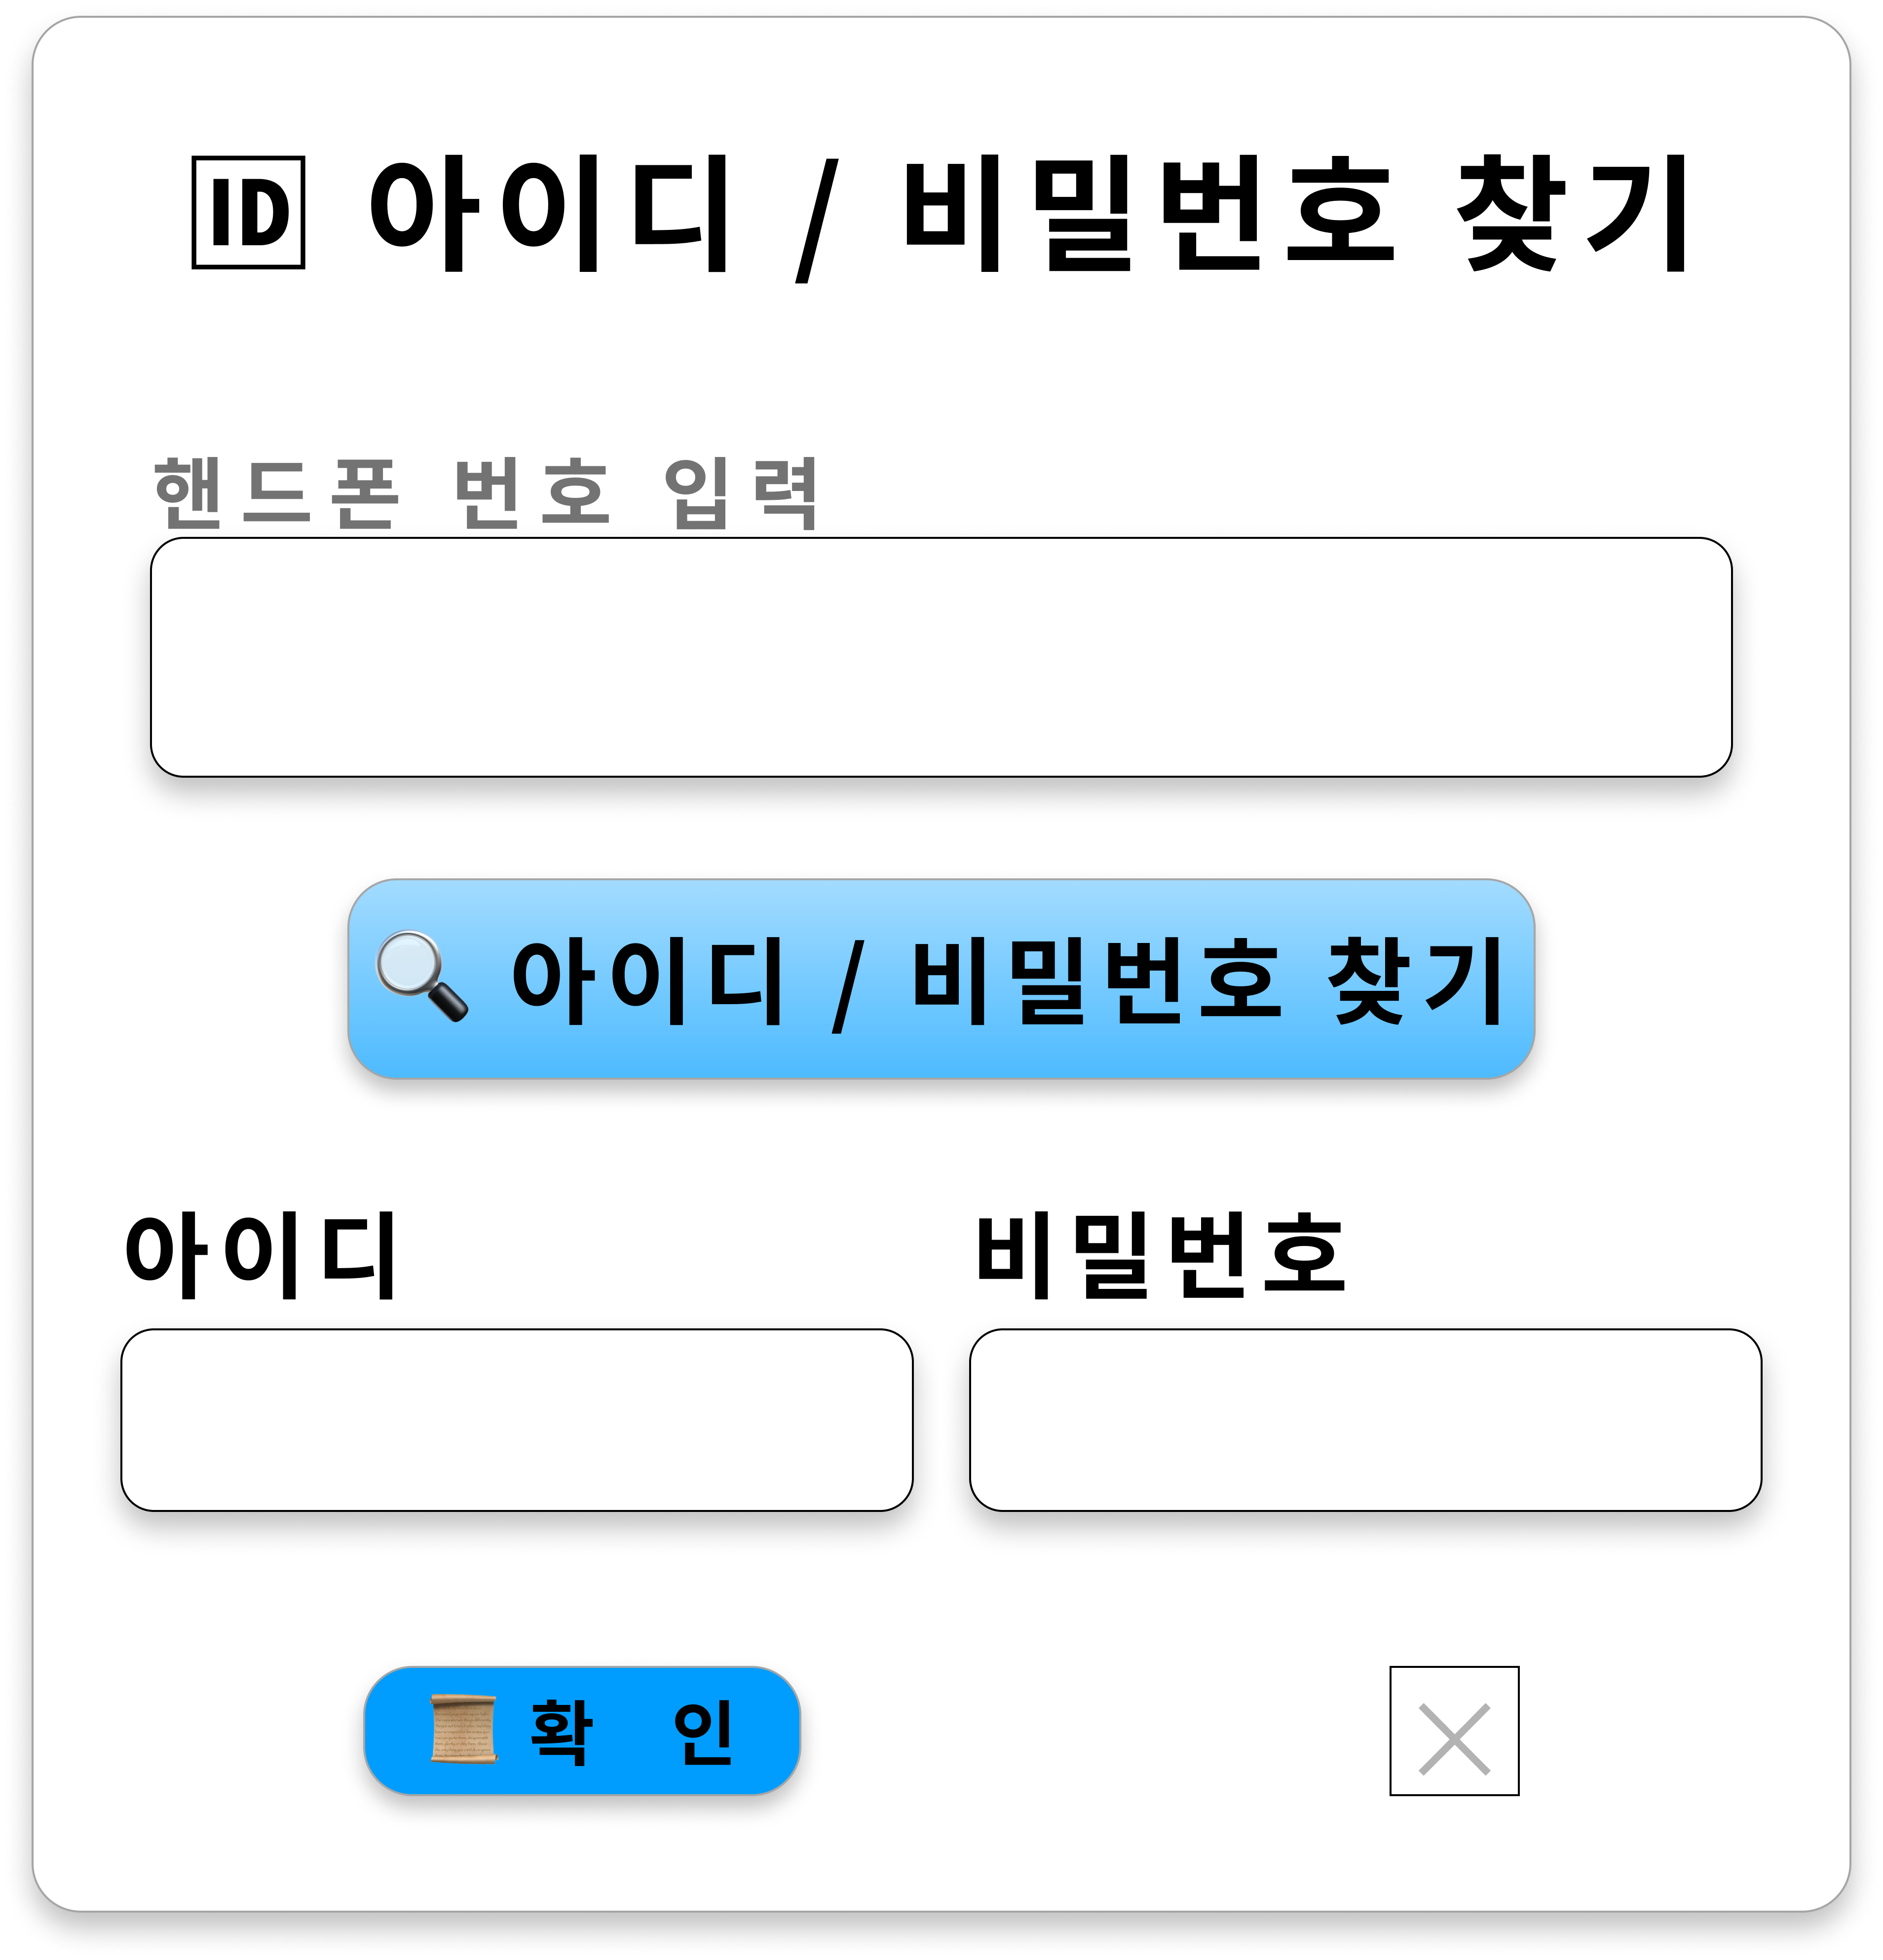 🆔 아이디 / 비밀번호 찾기
핸드폰 번호 입력
🔍 아이디 / 비밀번호 찾기
아이디 비밀번호
📜 확 인